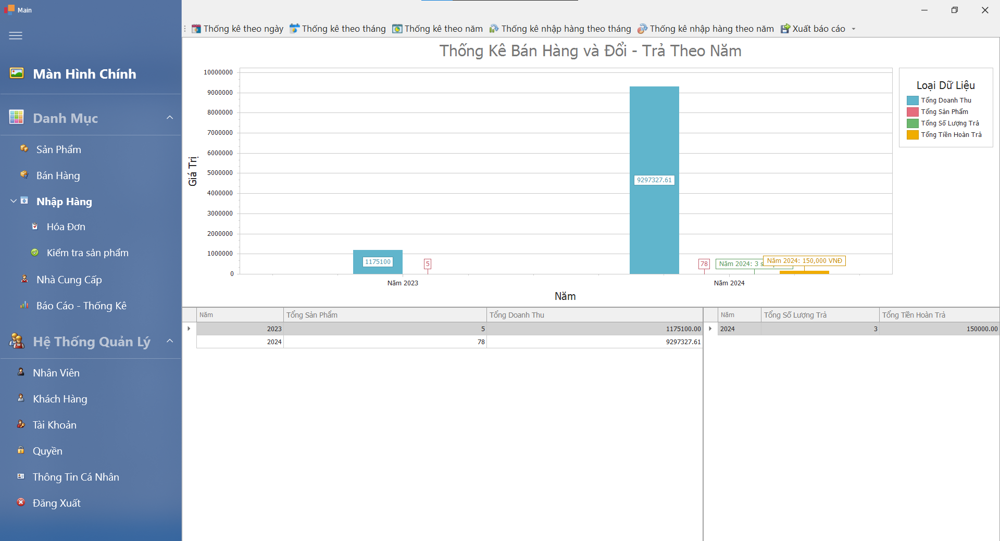 Main
Màn Hình Chính
Danh Mục
Sản Phẩm
Bán Hàng
Nhập Hàng
Hóa Đơn
Kiểm tra sản phẩm
Nhà Cung Cấp
Báo Cáo - Thống Kê
Hệ Thống Quản Lý
Nhân Viên
Khách Hàng
Tài Khoản
Quyền
Thông Tin Cá Nhân
Đăng Xuất
Thống kê theo ngày Thống kê theo tháng Thống kê theo năm Thống kê nhập hàng theo tháng Thống kê nhập hàng theo năm Xuất báo cáo
Thống Kê Bán Hàng và Đổi - Trả Theo Năm
Giá Trị
10000000
9000000
8000000
7000000
6000000
5000000
4000000
3000000
2000000
1000000
0
1175100
5
9297327.61
78
Năm 2024: 3
Năm 2024: 150,000 VNĐ
Năm 2023
Năm 2024
Năm
Loại Dữ Liệu
Tổng Doanh Thu
Tổng Sản Phẩm
Tổng Số Lượng Trả
Tổng Tiền Hoàn Trả
Năm Tổng Sản Phẩm Tổng Doanh Thu
2023 5 1175100.00
2024 78 9297327.61
Năm Tổng Số Lượng Trả Tổng Tiền Hoàn Trả
2024 3 150000.00